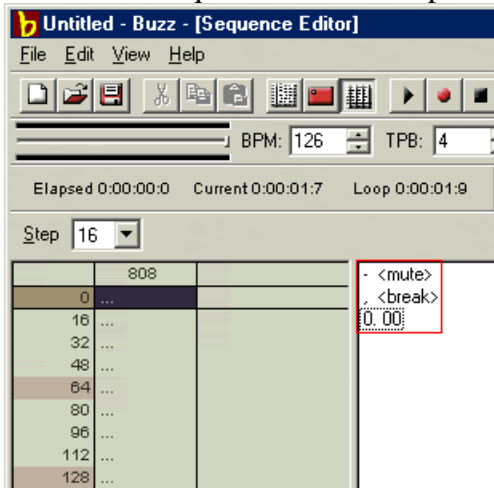 Untitled - Buzz - [Sequence Editor]
File Edit View Help
BPM: 126 TPB: 4
Elapsed 0:00:00:0 Current 0:00:01:7 Loop 0:00:01:9
Step 16
808
0 ...
16 ...
32 ...
48 ...
64 ...
80 ...
96 ...
112 ...
128 ...
- <mute>
, <break>
0. 00